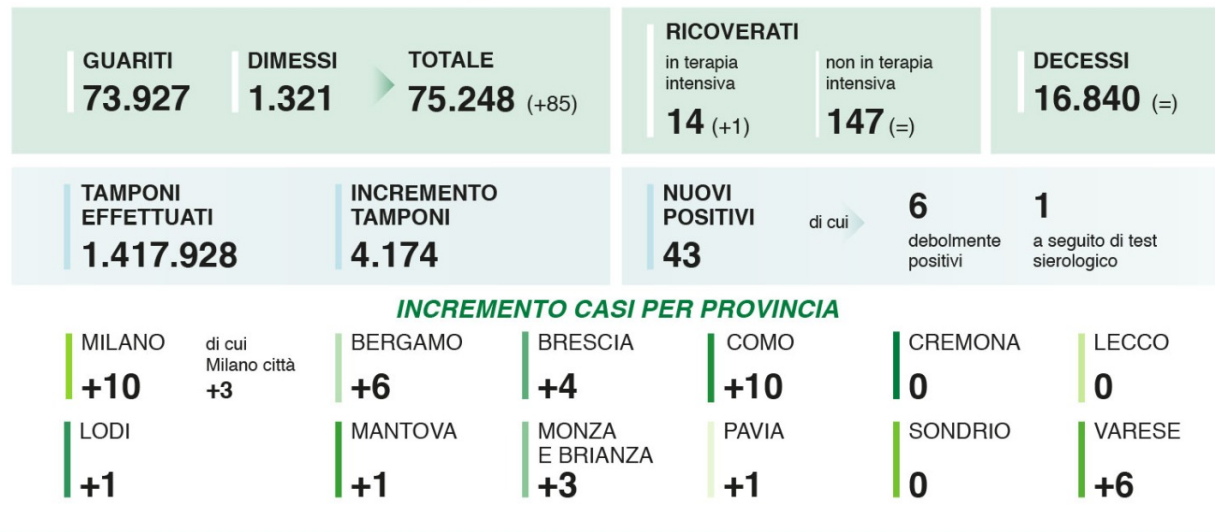 GUARITI
73.927
DIMESSI
1.321
TOTALE
75.248 (+85)
RICOVERATI
in terapia
intensiva
14 (+1)
non in terapia
intensiva
147 (=)
DECESSI
16.840 (=)
TAMPONI
EFFETTUATI
1.417.928
INCREMENTO
TAMPONI
4.174
NUOVI
POSITIVI
43
di cui
6
debolmente
positivi
1
a seguito di test
sierologico
INCREMENTO CASI PER PROVINCIA
MILANO
+10
di cui
Milano città
+3
BERGAMO
+6
BRESCIA
+4
COMO
+10
CREMONA
0
LECCO
0
LODI
+1
MANTOVA
+1
MONZA
E BRIANZA
+3
PAVIA
+1
SONDRIO
0
VARESE
+6